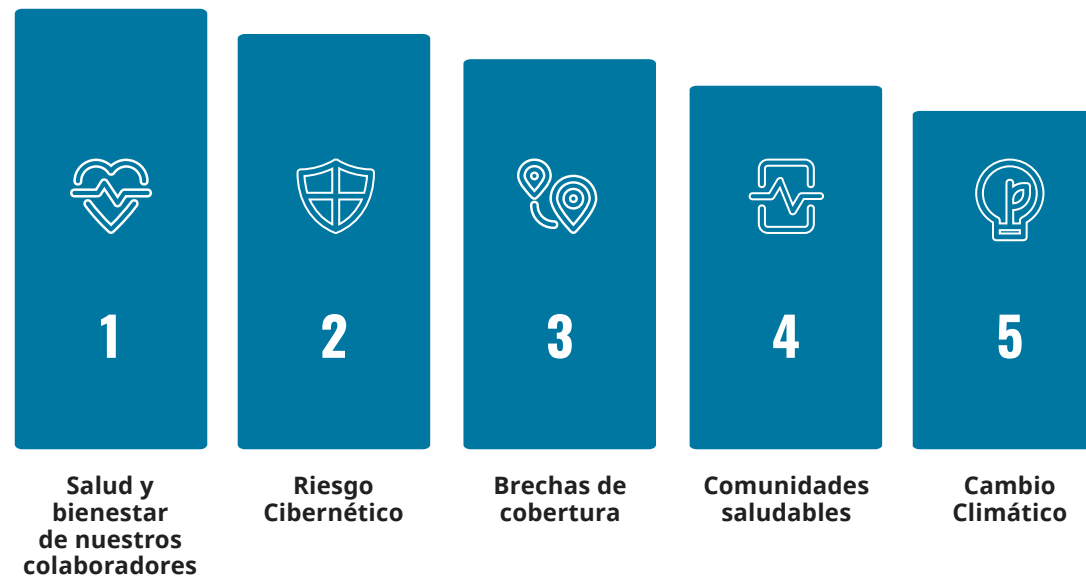 1
2
3
4
5
Salud y
bienestar
de nuestros
colaboradores
Riesgo
Cibernético
Brechas de
cobertura
Comunidades
saludables
Cambio
Climático